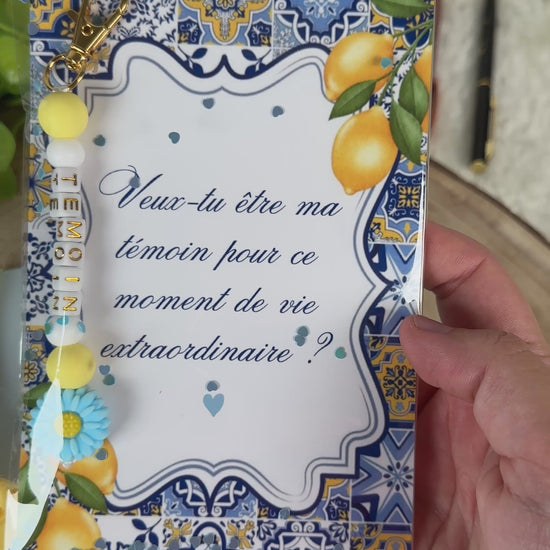 TEMOIN
Veux-tu être ma
témoin pour ce
moment de vie
extraordinaire ?